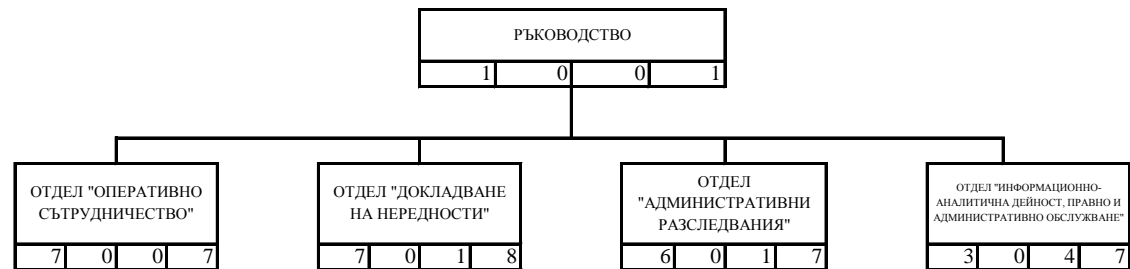 РЪКОВОДСТВО
1 0 0 1
ОТДЕЛ "ОПЕРАТИВНО
СЪТРУДНИЧЕСТВО"
7 0 0 7
ОТДЕЛ "ДОКЛАДВАНЕ
НА НЕРЕДНОСТИ"
7 0 1 8
ОТДЕЛ
"АДМИНИСТРАТИВНИ
РАЗСЛЕДВАНИЯ"
6 0 1 7
ОТДЕЛ "ИНФОРМАЦИОННО-
АНАЛИТИЧНА ДЕЙНОСТ, ПРАВНО И
АДМИНИСТРАТИВНО ОБСЛУЖВАНЕ"
3 0 4 7